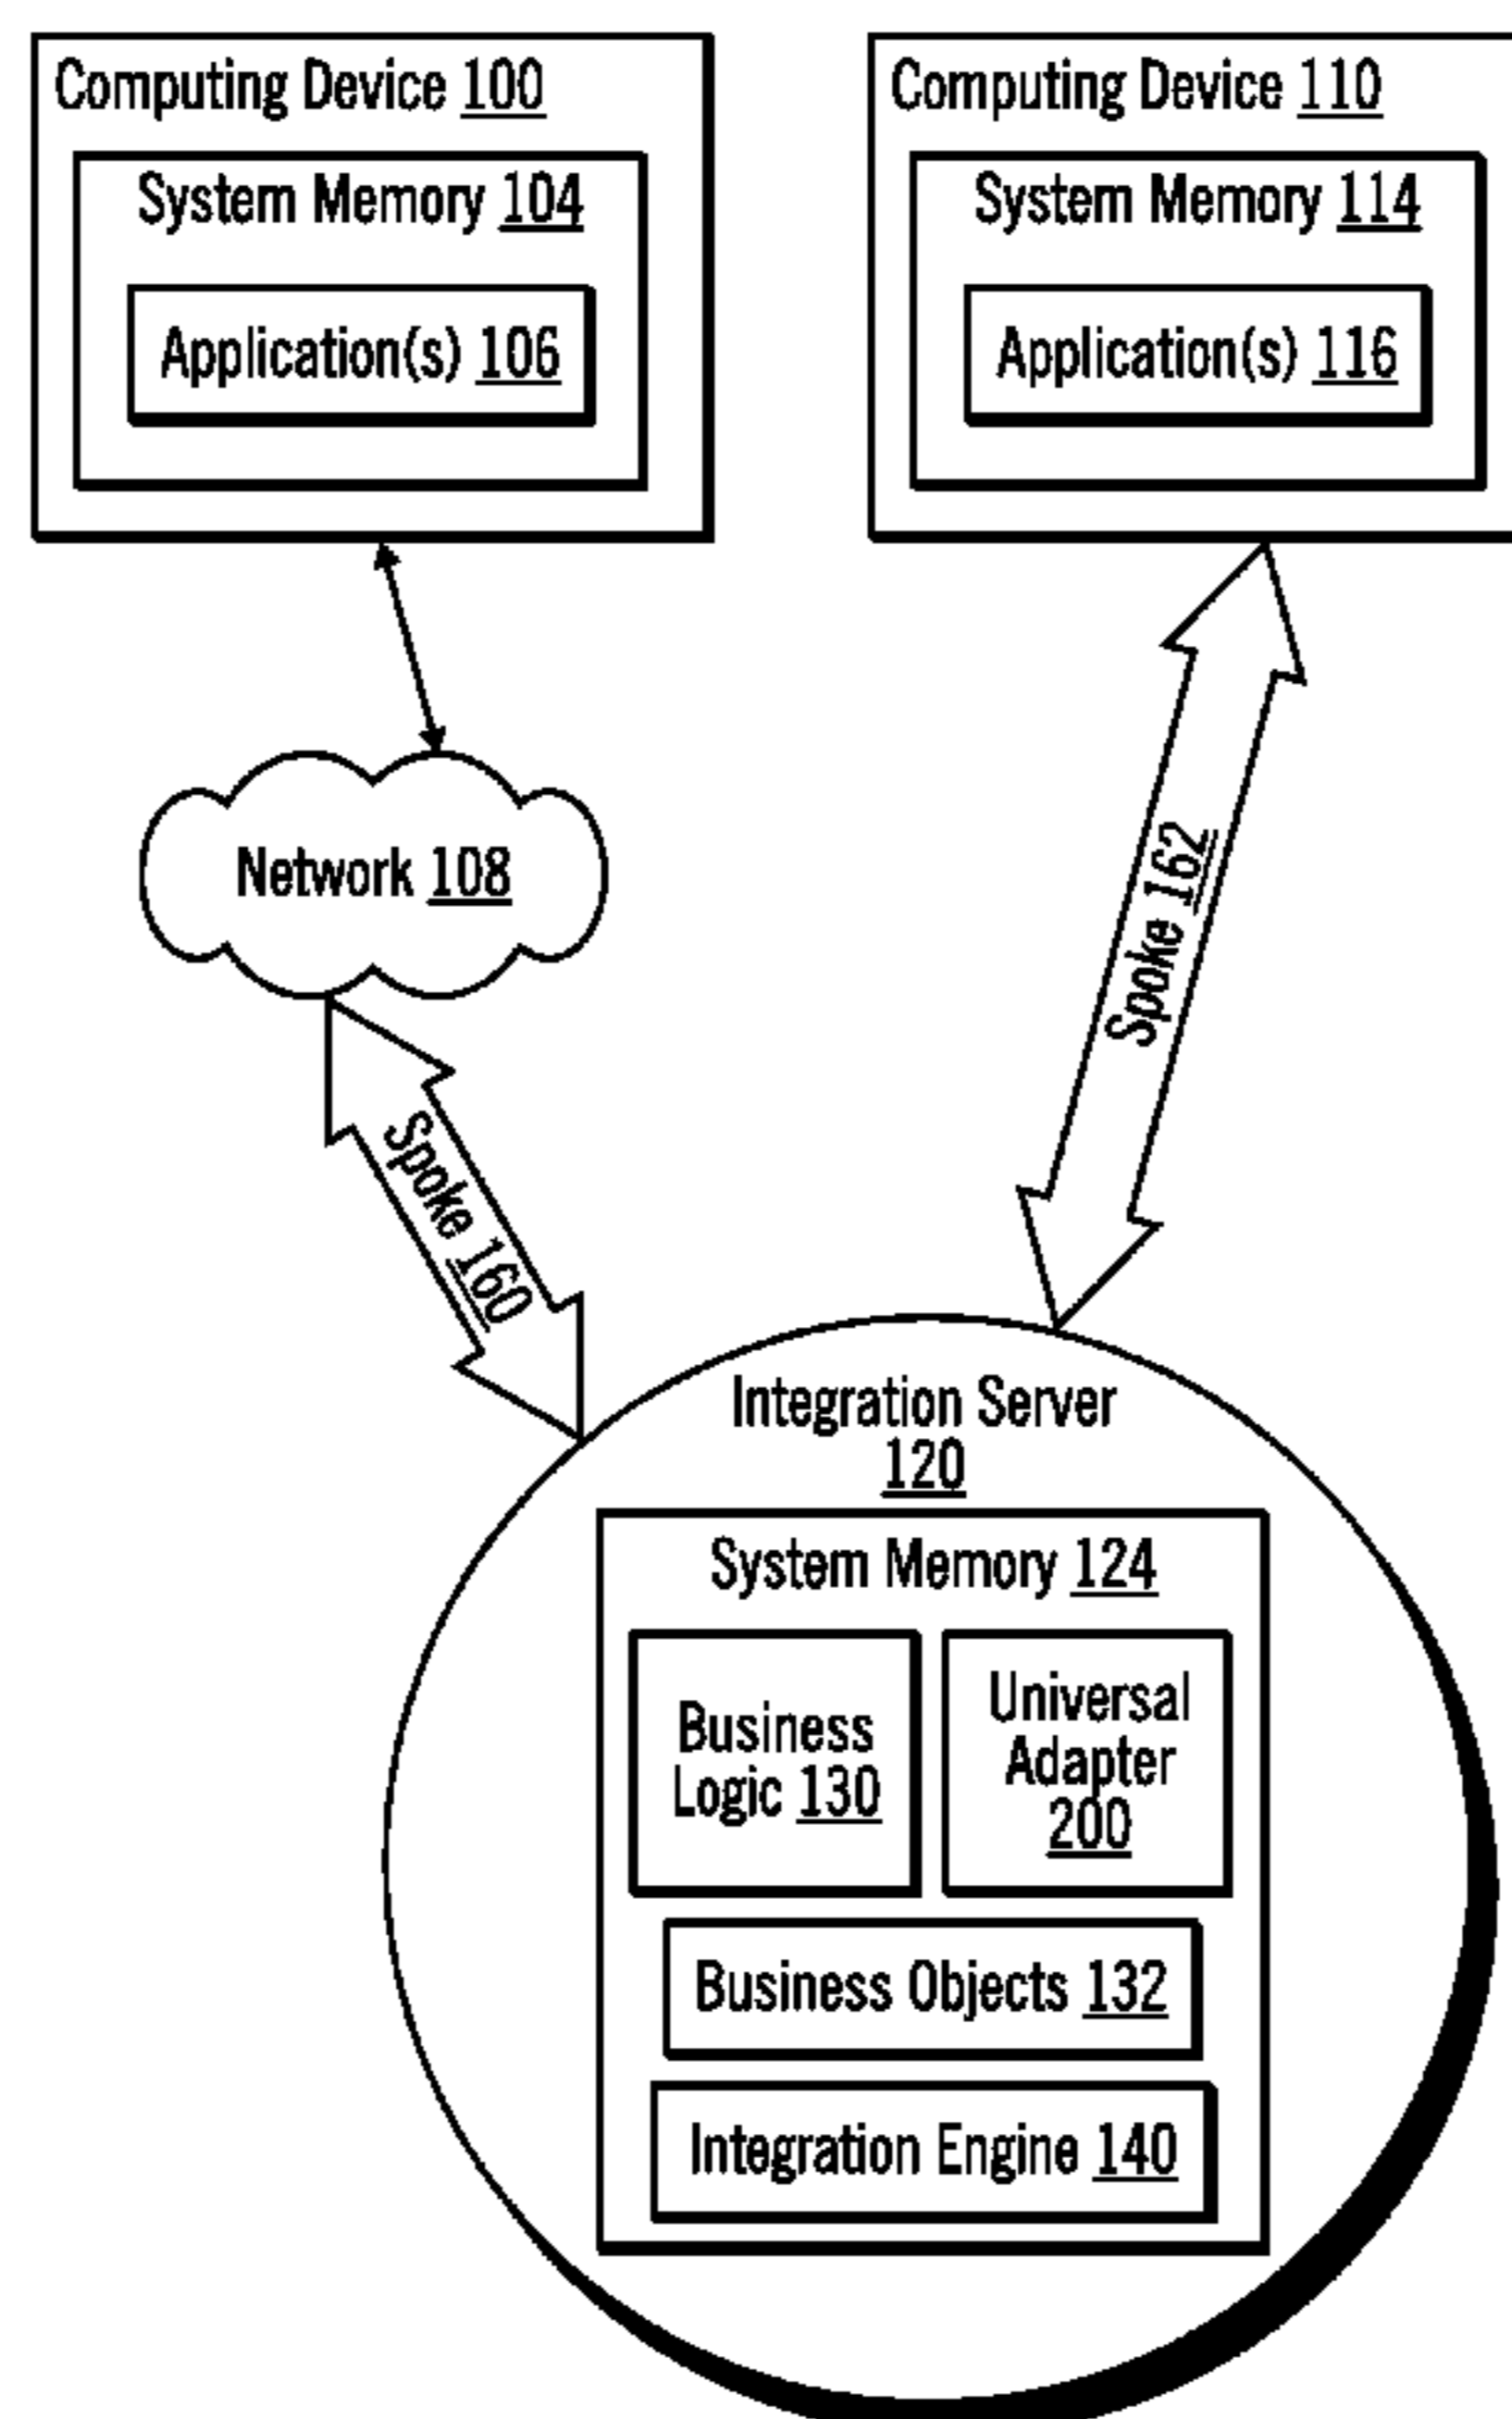 Computing Device 100
System Memory 104
Application(s) 106
Computing Device 110
System Memory 114
Application(s) 116
Network 108
Spoke 162
Spoke 160
Integration Server
120
System Memory 124
Business
Logic 130
Universal
Adapter
200
Business Objects 132
Integration Engine 140